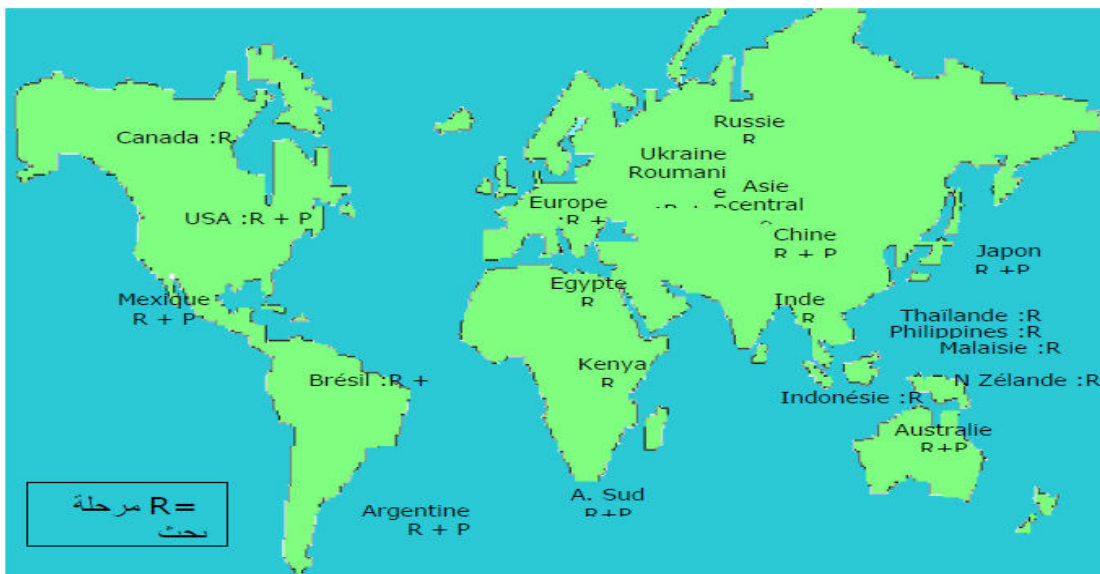 Russie
R
Canada :R
Ukraine
Roumani
e
Asie
central
Europe
:R +
USA :R + P
Chine
R + P
Japon
R +P
Egypte
R
Inde
R
Mexique
R + P
Thaïlande :R
Philippines :R
Malaisie :R
Kenya
R
Brésil :R +
N Zélande :R
Indonésie :R
Australie
R+P
A. Sud
R+P
Argentine
R + P
R= مرحلة
بحث